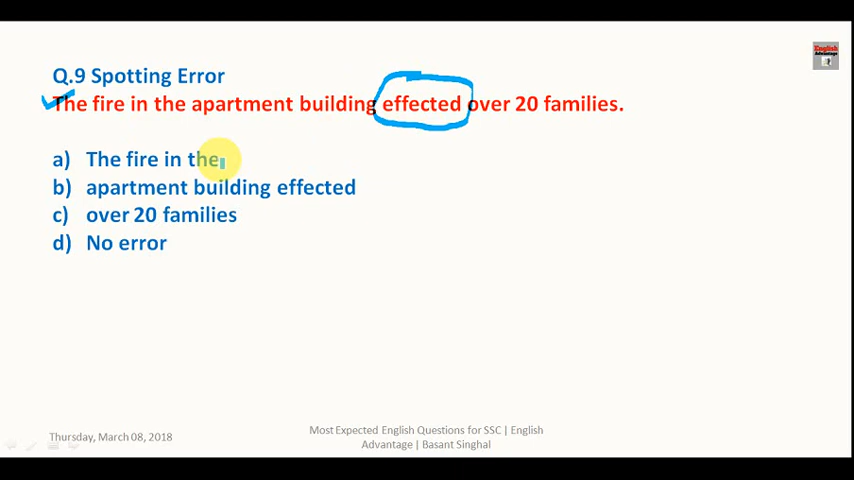 English
Advantage
Q.9 Spotting Error
The fire in the apartment building effected over 20 families.
a) The fire in the
b) apartment building effected
c) over 20 families
d) No error
Thursday, March 08, 2018
Most Expected English Questions for SSC | English
Advantage | Basant Singhal